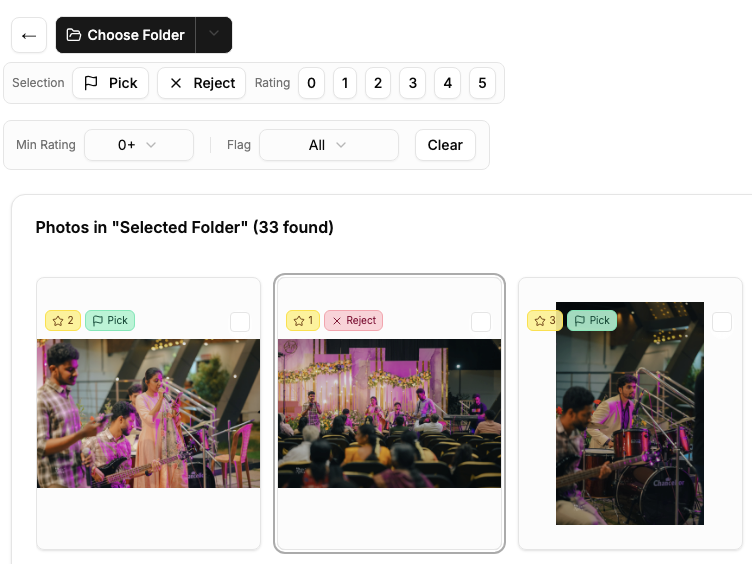 ← Choose Folder
Selection Pick Reject Rating 0 1 2 3 4 5
Min Rating 0+ Flag All Clear
Photos in "Selected Folder" (33 found)
2 Pick
1 Reject
3 Pick
Chancellor